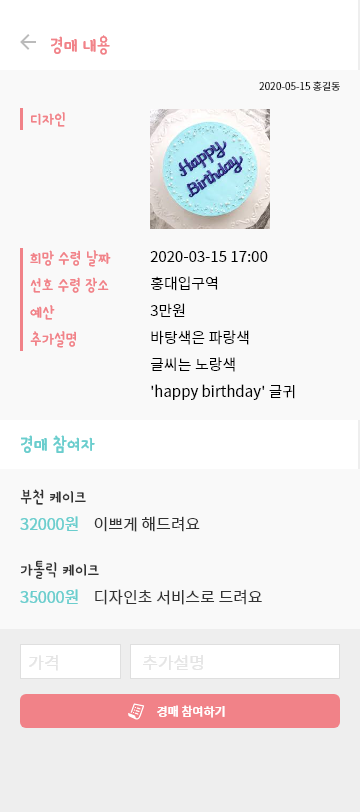 경매 내용
2020-05-15 홍길동
디자인
Happy
Birthday
희망 수령 날짜 2020-03-15 17:00
선호 수령 장소 홍대입구역
예산 3만원
추가설명 바탕색은 파랑색
글씨는 노랑색
'happy birthday' 글귀
경매 참여자
부천 케이크
32000원 이쁘게 해드려요
가톨릭 케이크
35000원 디자인초 서비스로 드려요
가격 추가설명
경매 참여하기